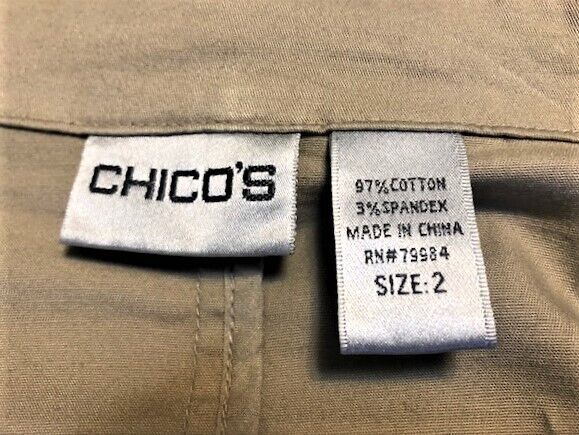 CHICO'S
97%COTTON
3%SPANDEX
MADE IN CHINA
RN#79984
SIZE: 2